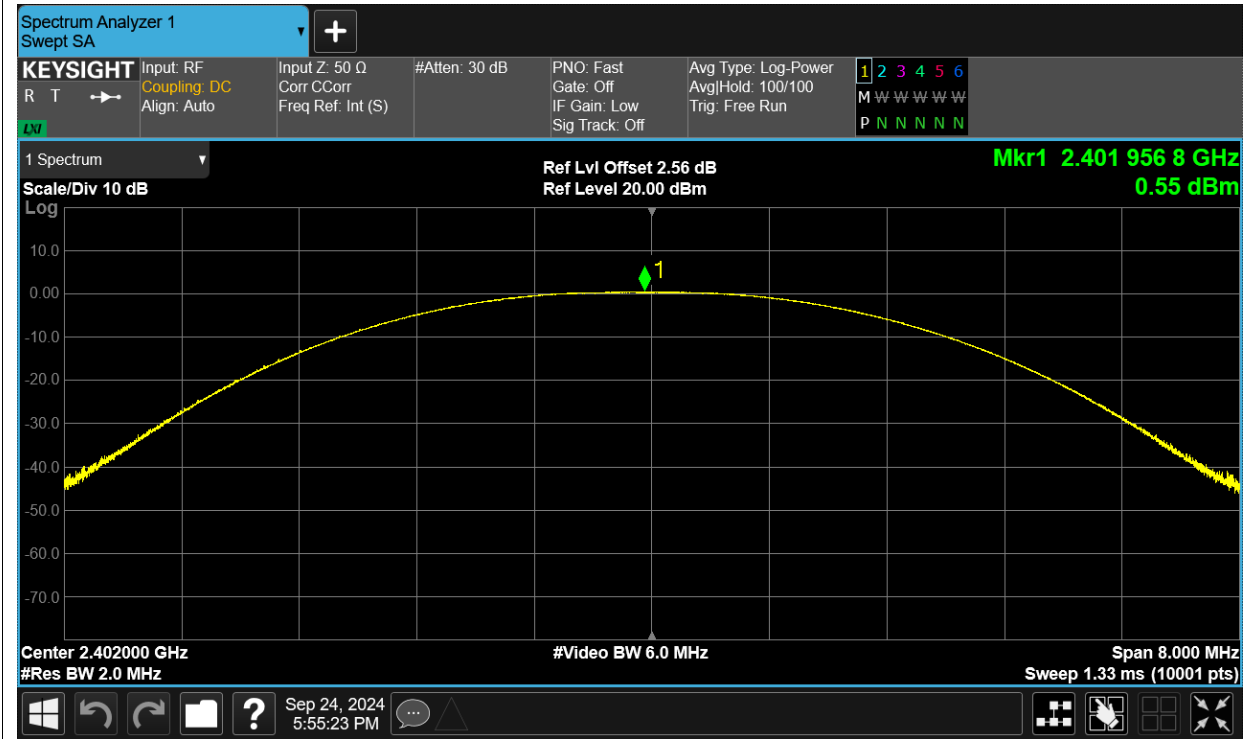 Spectrum Analyzer 1
Swept SA
KEYSIGHT
R T
LXI
Input: RF
Coupling: DC
Align: Auto
Input Z: 50 Ω
Corr CCorr
Freq Ref: Int (S)
#Atten: 30 dB
PNO: Fast
Gate: Off
IF Gain: Low
Sig Track: Off
Avg Type: Log-Power
Avg|Hold: 100/100
Trig: Free Run
1 2 3 4 5 6
M W W W W W
P N N N N N
1 Spectrum
Scale/Div 10 dB
Log
Ref Lvl Offset 2.56 dB
Ref Level 20.00 dBm
Mkr1 2.401 956 8 GHz
0.55 dBm
1
10.0
0.00
-10.0
-20.0
-30.0
-40.0
-50.0
-60.0
-70.0
Center 2.402000 GHz
#Res BW 2.0 MHz
#Video BW 6.0 MHz
Span 8.000 MHz
Sweep 1.33 ms (10001 pts)
?
Sep 24, 2024
5:55:23 PM